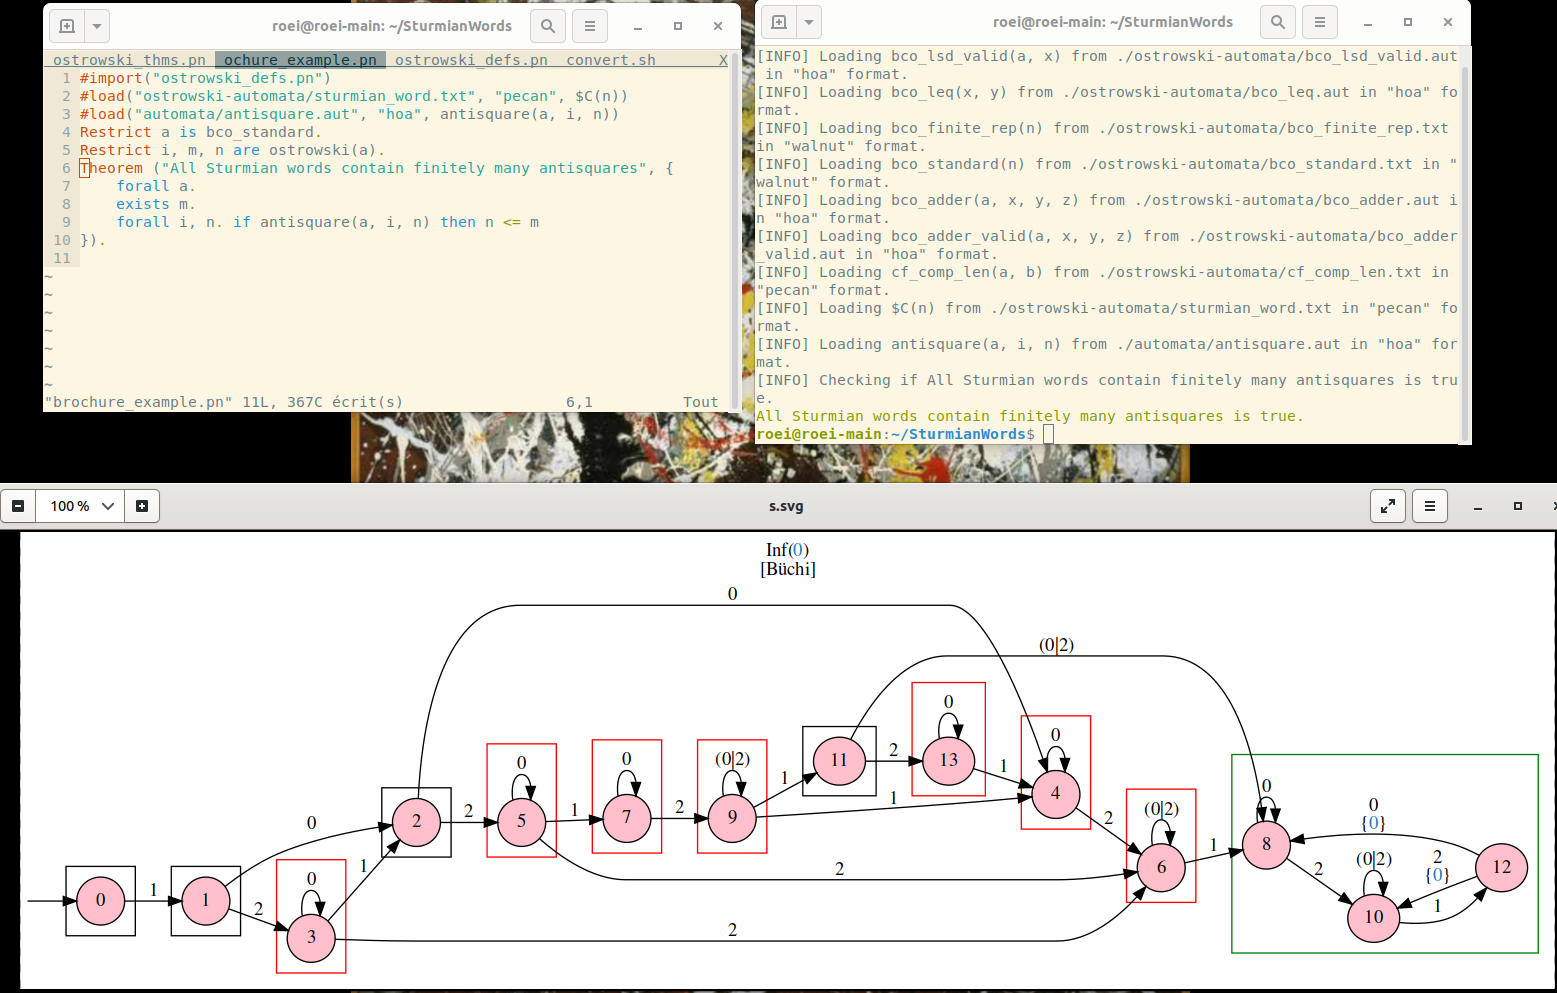 roei@roei-main: ~/SturmianWords
ostrowski_thms.pn ochure_example.pn ostrowski_defs.pn convert.sh X
1 #import("ostrowski_defs.pn")
2 #load("ostrowski-automata/sturmian_word.txt", "pecan", $C(n))
3 #load("automata/antisquare.aut", "hoa", antisquare(a, i, n))
4 Restrict a is bco_standard.
5 Restrict i, m, n are ostrowski(a).
6 Theorem ("All Sturmian words contain finitely many antisquares", {
7 forall a.
8 exists m.
9 forall i, n. if antisquare(a, i, n) then n <= m
10 }).
11
~
~
~
~
~
~
~
"brochure_example.pn" 11L, 367C écrit(s) 6,1 Tout
roei@roei-main: ~/SturmianWords
[INFO] Loading bco_lsd_valid(a, x) from ./ostrowski-automata/bco_lsd_valid.aut
in "hoa" format.
[INFO] Loading bco_leq(x, y) from ./ostrowski-automata/bco_leq.aut in "hoa" fo
rmat.
[INFO] Loading bco_finite_rep(n) from ./ostrowski-automata/bco_finite_rep.txt
in "walnut" format.
[INFO] Loading bco_standard(n) from ./ostrowski-automata/bco_standard.txt in "
walnut" format.
[INFO] Loading bco_adder(a, x, y, z) from ./ostrowski-automata/bco_adder.aut i
n "hoa" format.
[INFO] Loading bco_adder_valid(a, x, y, z) from ./ostrowski-automata/bco_adder
_valid.aut in "hoa" format.
[INFO] Loading cf_comp_len(a, b) from ./ostrowski-automata/cf_comp_len.txt in
"pecan" format.
[INFO] Loading $C(n) from ./ostrowski-automata/sturmian_word.txt in "pecan" fo
rmat.
[INFO] Loading antisquare(a, i, n) from ./automata/antisquare.aut in "hoa" for
mat.
[INFO] Checking if All Sturmian words contain finitely many antisquares is tru
e.
All Sturmian words contain finitely many antisquares is true.
roei@roei-main:~/SturmianWords$
100 % s.svg
Inf(0)
[Büchi]
0
(0|2)
0
0
0
0
(0|2)
11
2
13
1
4
0
1
1
2
(0|2)
0
0
2
2
5
1
7
2
9
2
6
1
8
0
{0}
2
(0|2)
2
{0}
12
1
10
0
1
1
2
0
3
1
2
2